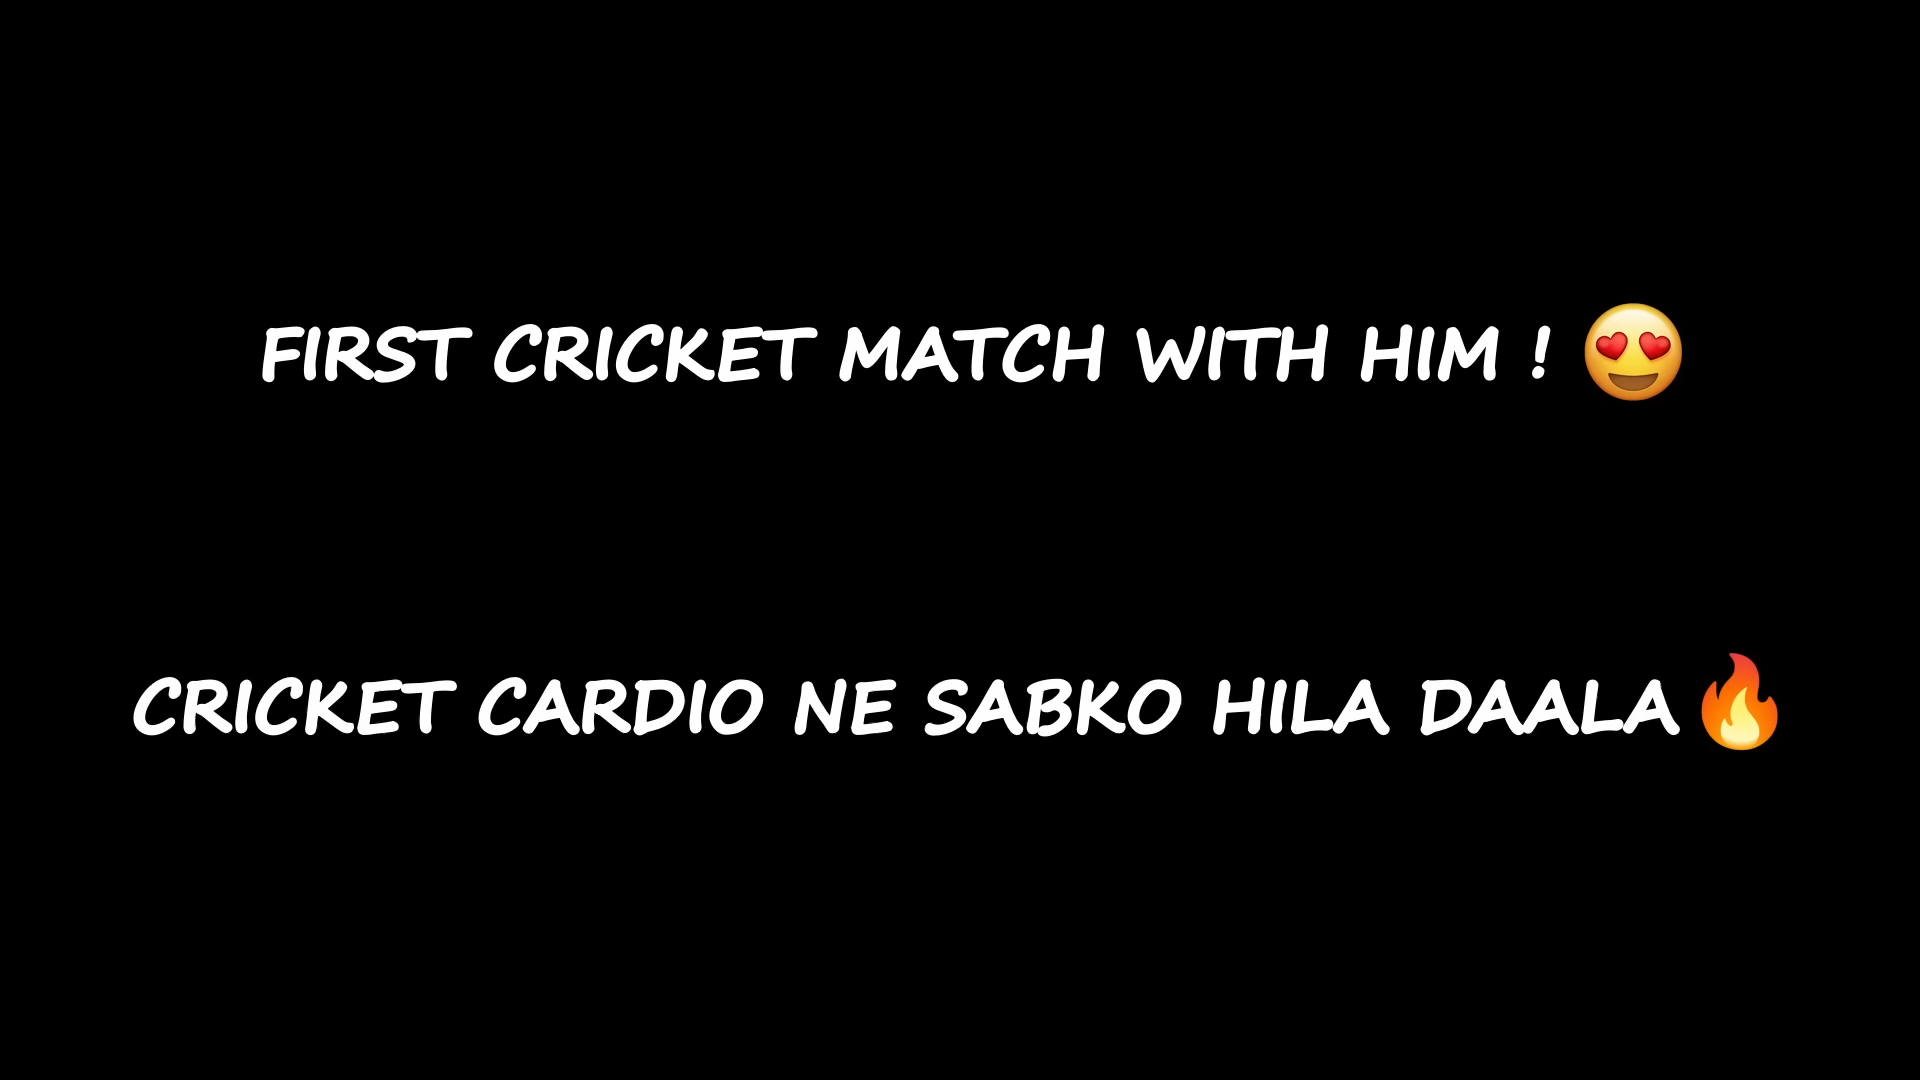 FIRST CRICKET MATCH WITH HIM ! 😍
CRICKET CARDIO NE SABKO HILA DAALA🔥